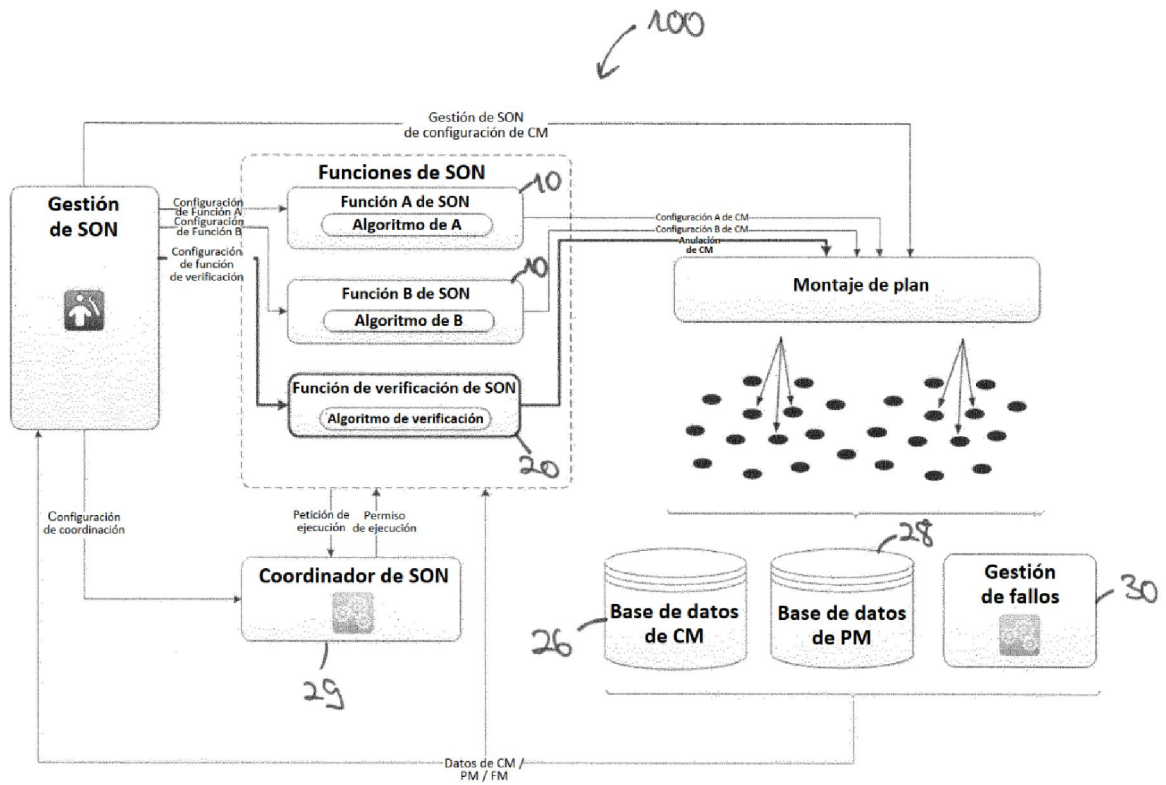 100
Gestión de SON
de configuración de CM
Funciones de SON
Gestión
de SON
Configuración
de Función A
Configuración
de Función B
Configuración
de función
de verificación
10
Función A de SON
Algoritmo de A
10
Función B de SON
Algoritmo de B
Función de verificación de SON
Algoritmo de verificación
20
Configuración A de CM
Configuración B de CM
Anulación
de CM
Montaje de plan
Configuración
de coordinación
Petición de
ejecución
Permiso
de ejecución
Coordinador de SON
29
28
Base de datos
de CM
26
Base de datos
de PM
Gestión
de fallos
30
Datos de CM /
PM / FM